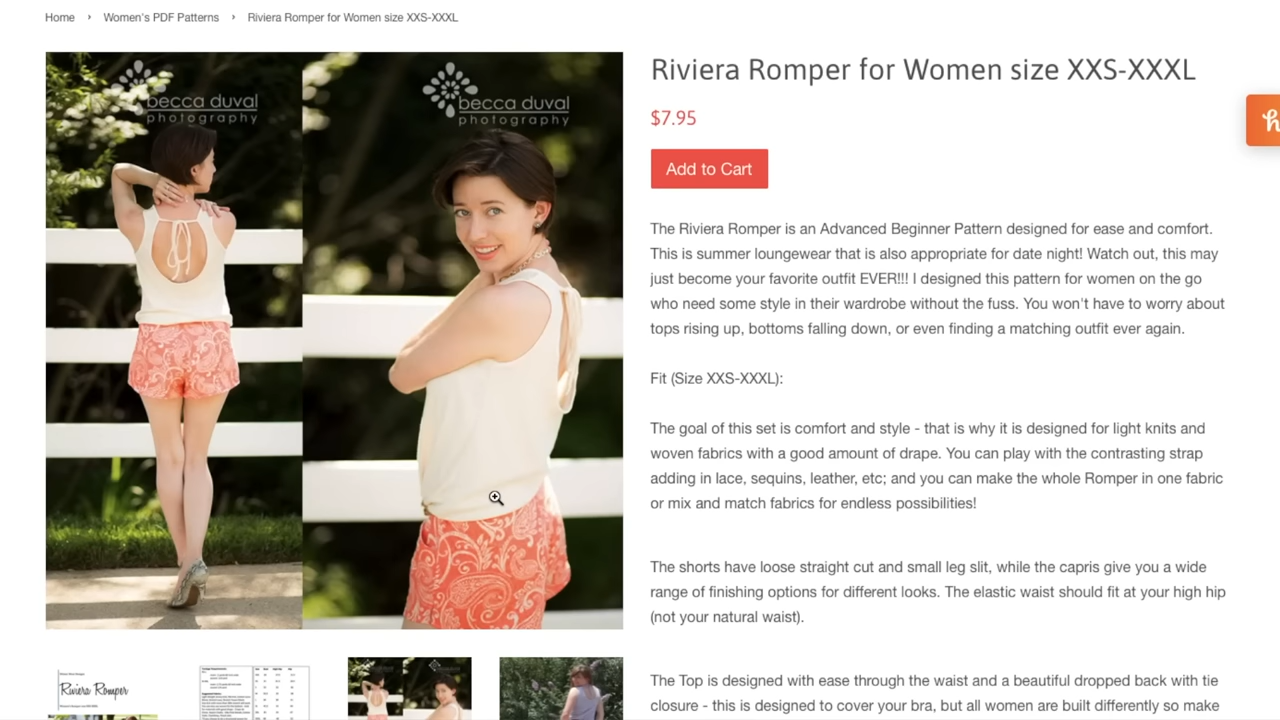 Home › Women's PDF Patterns › Riviera Romper for Women size XXS-XXXL
becca duval
photography
becca duval
photography
Riviera Romper for Women size XXS-XXXL
$7.95
Add to Cart
The Riviera Romper is an Advanced Beginner Pattern designed for ease and comfort.
This is summer loungewear that is also appropriate for date night! Watch out, this may
just become your favorite outfit EVER!!! I designed this pattern for women on the go
who need some style in their wardrobe without the fuss. You won't have to worry about
tops rising up, bottoms falling down, or even finding a matching outfit ever again.
Fit (Size XXS-XXXL):
The goal of this set is comfort and style - that is why it is designed for light knits and
woven fabrics with a good amount of drape. You can play with the contrasting strap
adding in lace, sequins, leather, etc; and you can make the whole Romper in one fabric
or mix and match fabrics for endless possibilities!
The shorts have loose straight cut and small leg slit, while the capris give you a wide
range of finishing options for different looks. The elastic waist should fit at your high hip
(not your natural waist).
The Top is designed with ease through the waist and a beautiful dropped back with tie
closure - this is designed to cover your bra, but all women are built differently so make
Riviera Romper